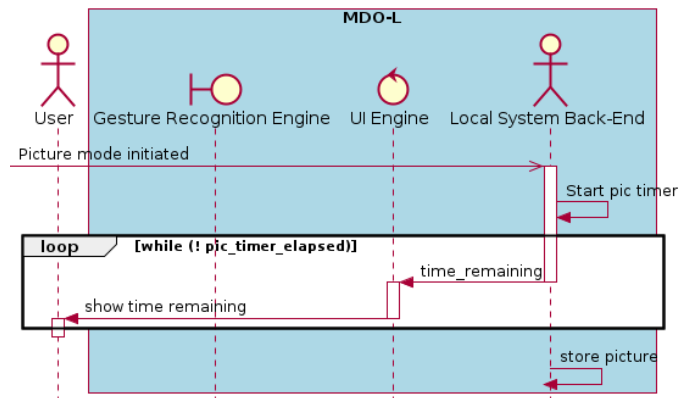 MDO-L
User
Gesture Recognition Engine
UI Engine
Local System Back-End
Picture mode initiated
Start pic timer
loop
[while (! pic_timer_elapsed)]
time_remaining
show time remaining
store picture